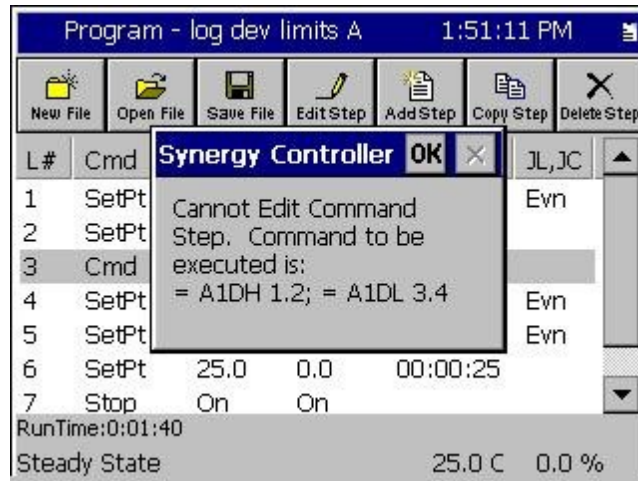 Program - log dev limits A 1:51:11 PM
New File Open File Save File Edit Step Add Step Copy Step Delete Step
L# Cmd JL,JC
Synergy Controller OK
Cannot Edit Command
Step. Command to be
executed is:
= A1DH 1.2; = A1DL 3.4
1 SetPt Evn
2 SetPt
3 Cmd
4 SetPt Evn
5 SetPt Evn
6 SetPt 25.0 0.0 00:00:25
7 Stop On On
RunTime:0:01:40
Steady State 25.0 C 0.0 %